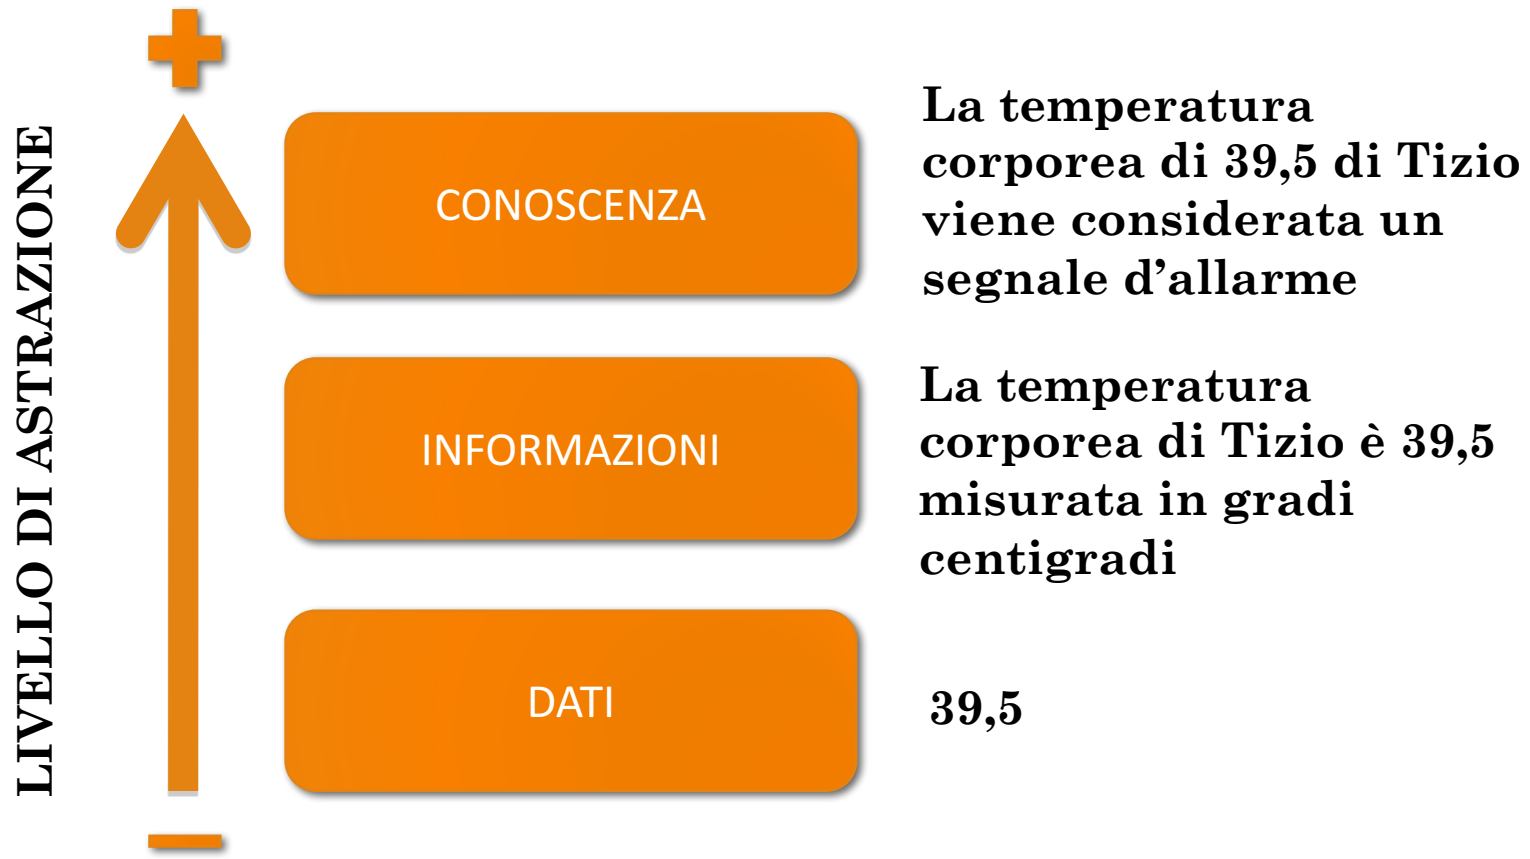 LIVELLO DI ASTRAZIONE
CONOSCENZA
La temperatura
corporea di 39,5 di Tizio
viene considerata un
segnale d’allarme
INFORMAZIONI
La temperatura
corporea di Tizio è 39,5
misurata in gradi
centigradi
DATI
39,5